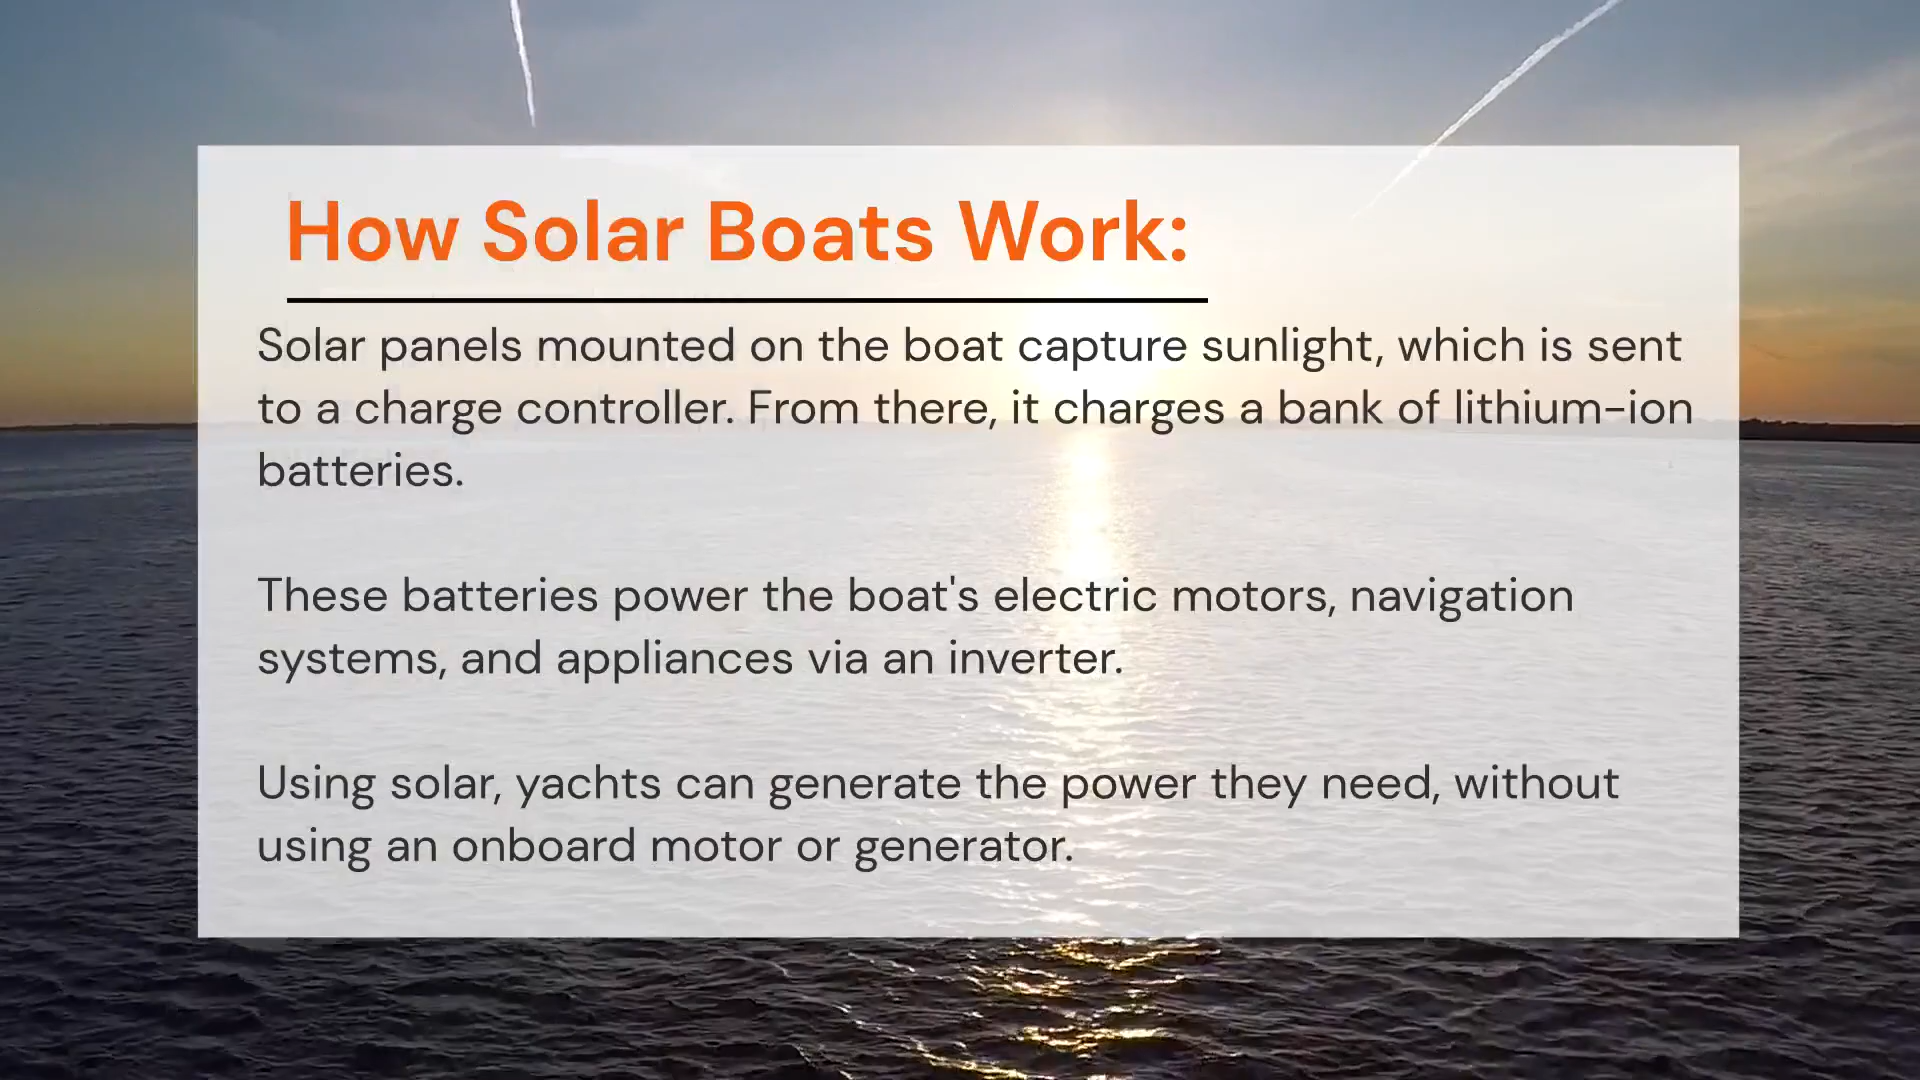 How Solar Boats Work:
Solar panels mounted on the boat capture sunlight, which is sent
to a charge controller. From there, it charges a bank of lithium-ion
batteries.
These batteries power the boat's electric motors, navigation
systems, and appliances via an inverter.
Using solar, yachts can generate the power they need, without
using an onboard motor or generator.